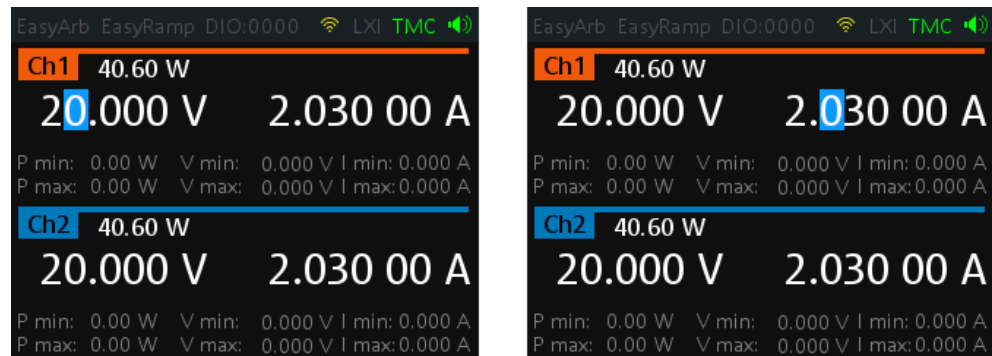 EasyArb EasyRamp DIO:0000 LXI TMC
Ch1 40.60 W
20.000 V 2.030 00 A
P min: 0.00 W V min: 0.000 V I min: 0.000 A
P max: 0.00 W V max: 0.000 V I max: 0.000 A
Ch2 40.60 W
20.000 V 2.030 00 A
P min: 0.00 W V min: 0.000 V I min: 0.000 A
P max: 0.00 W V max: 0.000 V I max: 0.000 A
EasyArb EasyRamp DIO:0000 LXI TMC
Ch1 40.60 W
20.000 V 2.030 00 A
P min: 0.00 W V min: 0.000 V I min: 0.000 A
P max: 0.00 W V max: 0.000 V I max: 0.000 A
Ch2 40.60 W
20.000 V 2.030 00 A
P min: 0.00 W V min: 0.000 V I min: 0.000 A
P max: 0.00 W V max: 0.000 V I max: 0.000 A